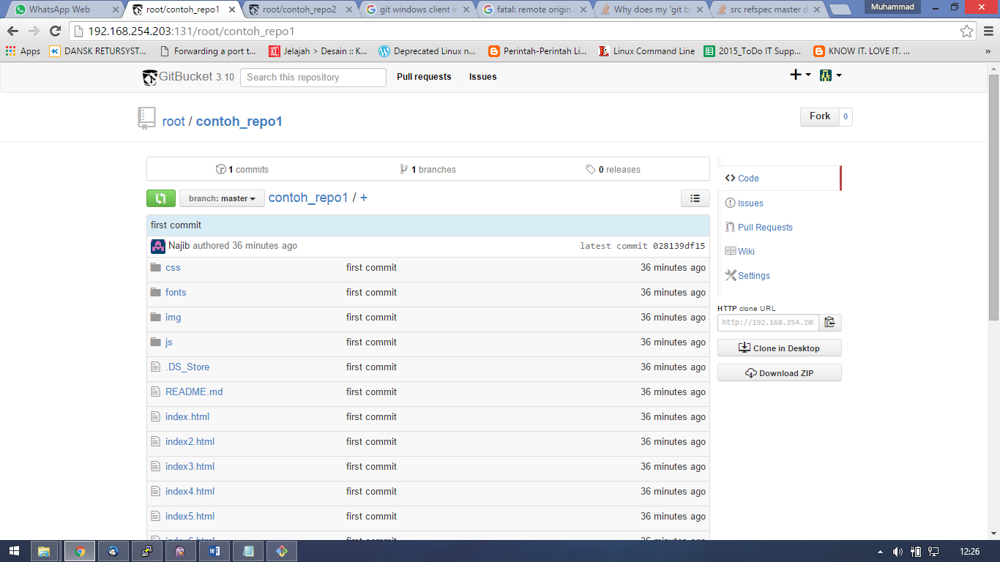 WhatsApp Web
root/contoh_repo1
root/contoh_repo2
git windows client in
fatal: remote origin
Why does my 'git b
src refspec master d
Muhammad
192.168.254.203:131/root/contoh_repo1
Apps
DANSK RETURSYST...
Forwarding a port t...
Jelajah > Desain :: K...
Deprecated Linux n...
Perintah-Perintah Li...
Linux Command Line
2015_ToDo IT Supp...
KNOW IT. LOVE IT. ...
»
GitBucket 3.10
Search this repository
Pull requests
Issues
root / contoh_repo1
Fork 0
1 commits
1 branches
0 releases
branch: master
contoh_repo1 / +
first commit
Najib authored 36 minutes ago
latest commit 028139df15
css first commit 36 minutes ago
fonts first commit 36 minutes ago
img first commit 36 minutes ago
js first commit 36 minutes ago
.DS_Store first commit 36 minutes ago
README.md first commit 36 minutes ago
index.html first commit 36 minutes ago
index2.html first commit 36 minutes ago
index3.html first commit 36 minutes ago
index4.html first commit 36 minutes ago
index5.html first commit 36 minutes ago
index6.html first commit 36 minutes ago
Code
Issues
Pull Requests
Wiki
Settings
HTTP clone URL
http://192.168.254.20
Clone in Desktop
Download ZIP
12:26